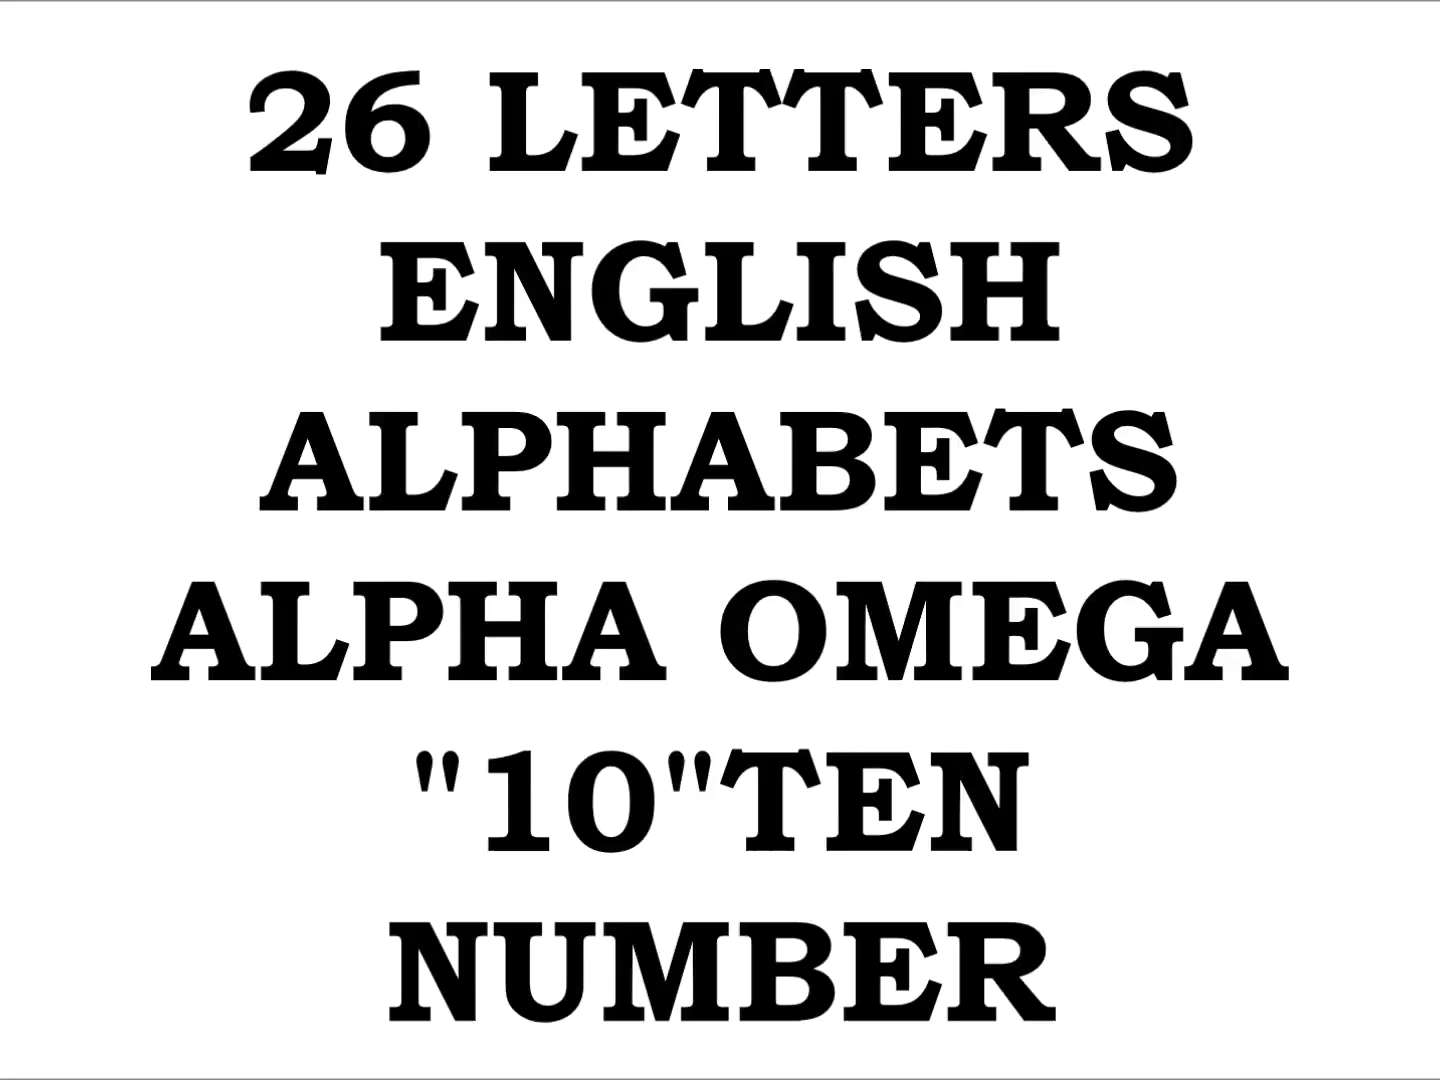 26 LETTERS
ENGLISH
ALPHABETS
ALPHA OMEGA
"10"TEN
NUMBER